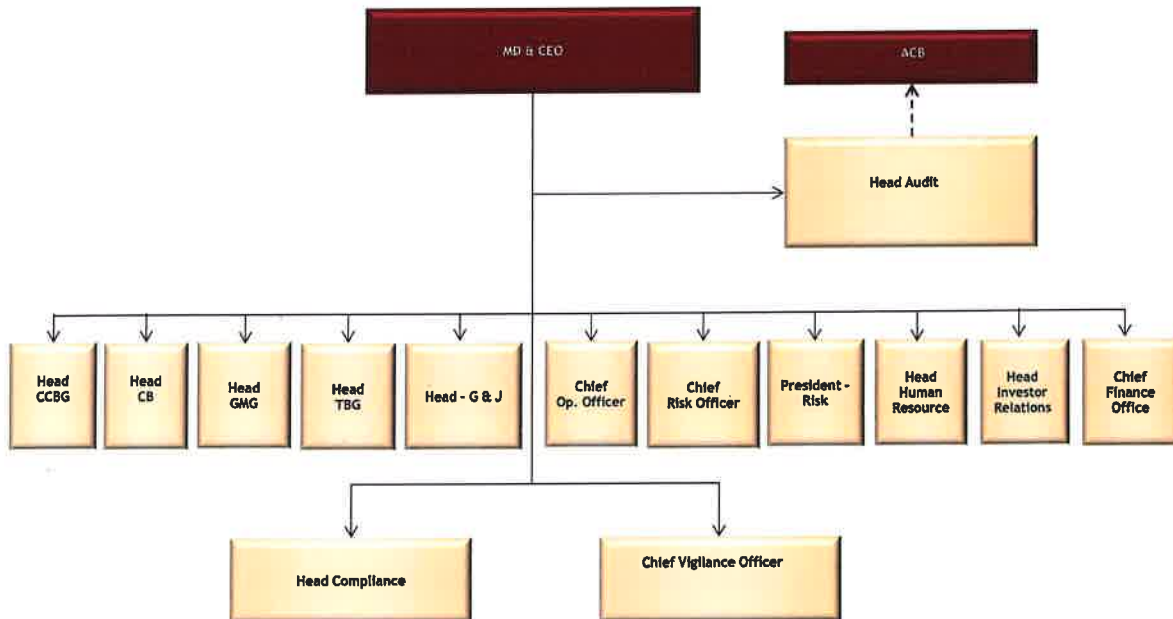 MD & CEO
ACB
Head Audit
Head
CCBG
Head
CB
Head
GMG
Head
TBG
Head - G & J
Chief
Op. Officer
Chief
Risk Officer
President -
Risk
Head
Human
Resource
Head
Investor
Relations
Chief
Finance
Office
Head Compliance
Chief Vigilance Officer